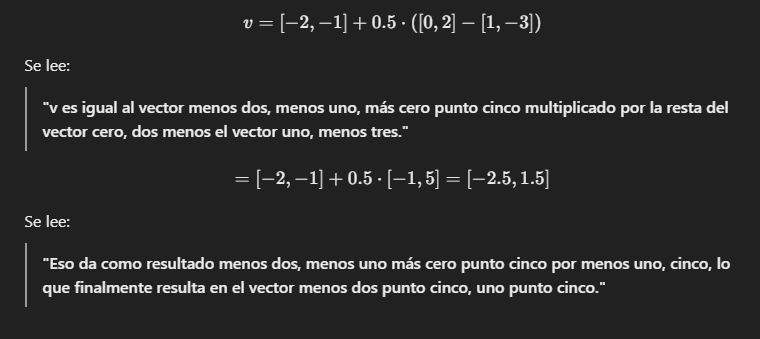 v = [−2, −1] + 0.5 · ([0, 2] − [1, −3])
Se lee:
"v es igual al vector menos dos, menos uno, más cero punto cinco multiplicado por la resta del
vector cero, dos menos el vector uno, menos tres."
= [−2, −1] + 0.5 · [−1, 5] = [−2.5, 1.5]
Se lee:
"Eso da como resultado menos dos, menos uno más cero punto cinco por menos uno, cinco, lo
que finalmente resulta en el vector menos dos punto cinco, uno punto cinco."